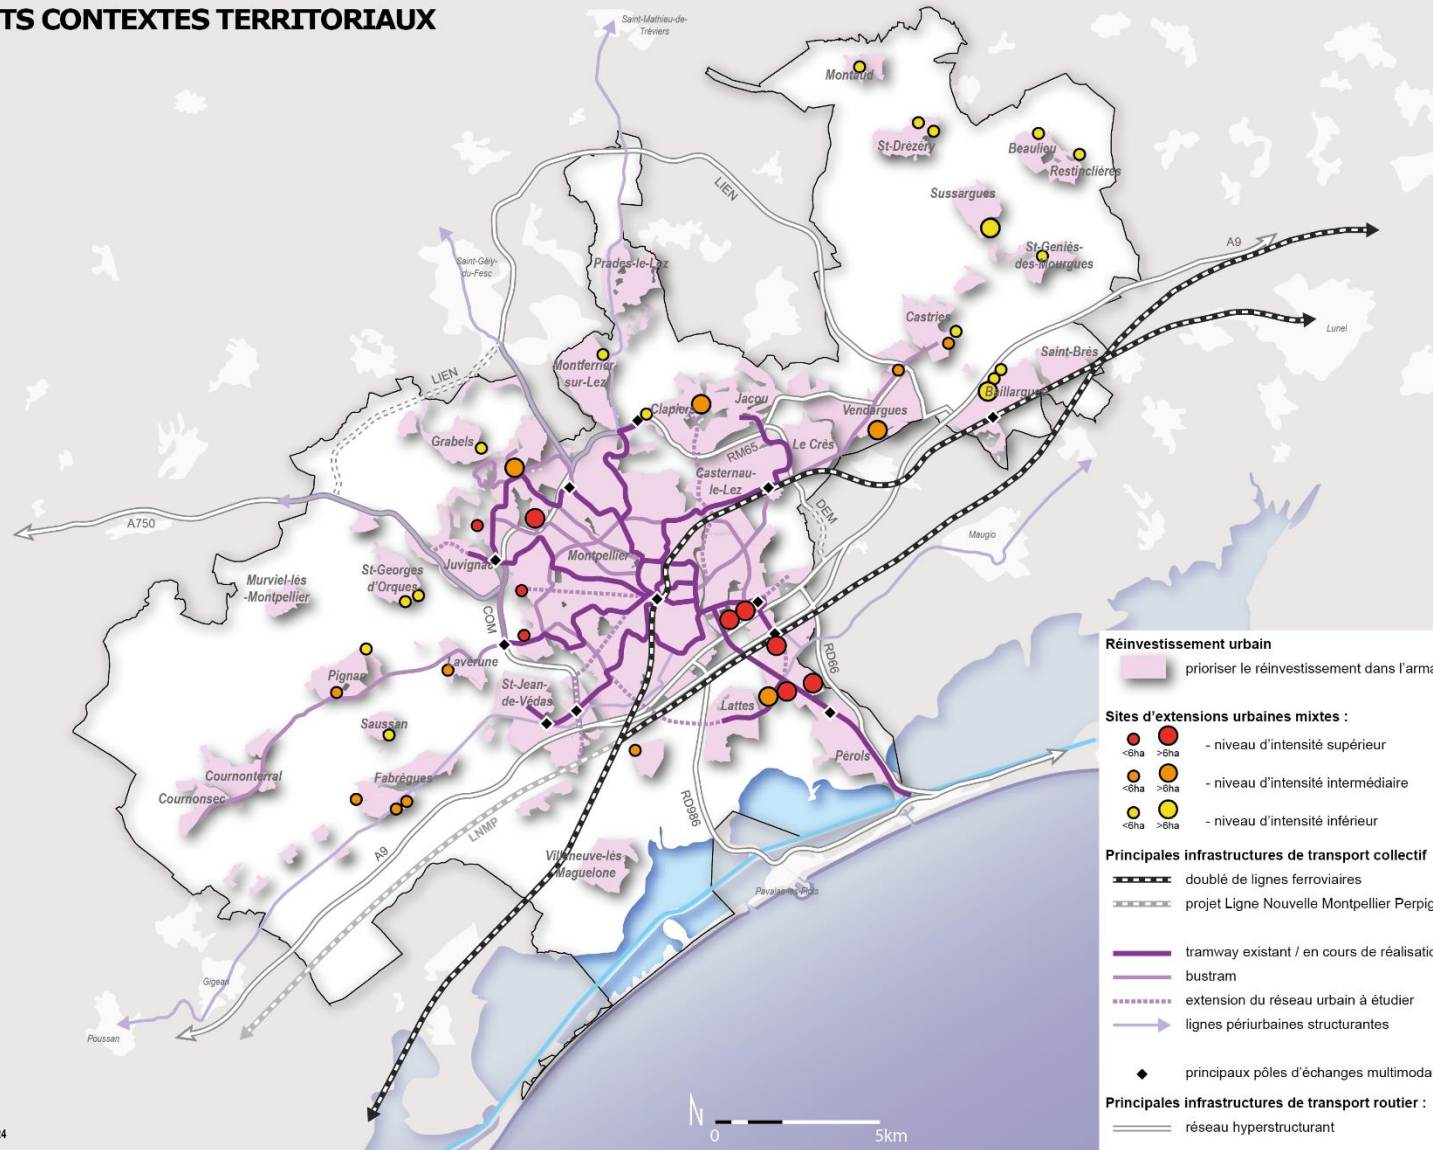 TS CONTEXTES TERRITORIAUX
Saint-Mathieu-de-
Tréviers
Montaud
St-Drézéry
Beaulieu
Restinclières
LIEN
Sussargues
Saint-Gély-
du-Fesc
Prades-le-Lez
St-Geniès-
des-Mourgues
A9
Castries
Lunel
Saint-Brès
Montferrier-
sur-Lez
LIEN
Baillargues
Clapiers
Jacou
Vendargues
Grabels
Le Crès
RM65
Casternau-
le-Lez
DEM
A750
Maugio
Montpellier
Juvignac
St-Georges
d'Orques
Murviel-lès
-Montpellier
COM
RD66
Laverune
Pignan
St-Jean-
de-Védas
Lattes
Saussan
Pérols
Cournonterral
Fabrègues
Cournonsec
RD986
LNMP
A9
Villeneuve-lès-
Maguelone
Gigean
Poussan
24
N
0
5km
Réinvestissement urbain
prioriser le réinvestissement dans l'arma
Sites d'extensions urbaines mixtes :
<6ha >6ha - niveau d'intensité supérieur
<6ha >6ha - niveau d'intensité intermédiaire
<6ha >6ha - niveau d'intensité inférieur
Principales infrastructures de transport collectif
doublé de lignes ferroviaires
projet Ligne Nouvelle Montpellier Perpig
tramway existant / en cours de réalisatio
bustram
extension du réseau urbain à étudier
lignes périurbaines structurantes
principaux pôles d'échanges multimoda
Principales infrastructures de transport routier :
réseau hyperstructurant